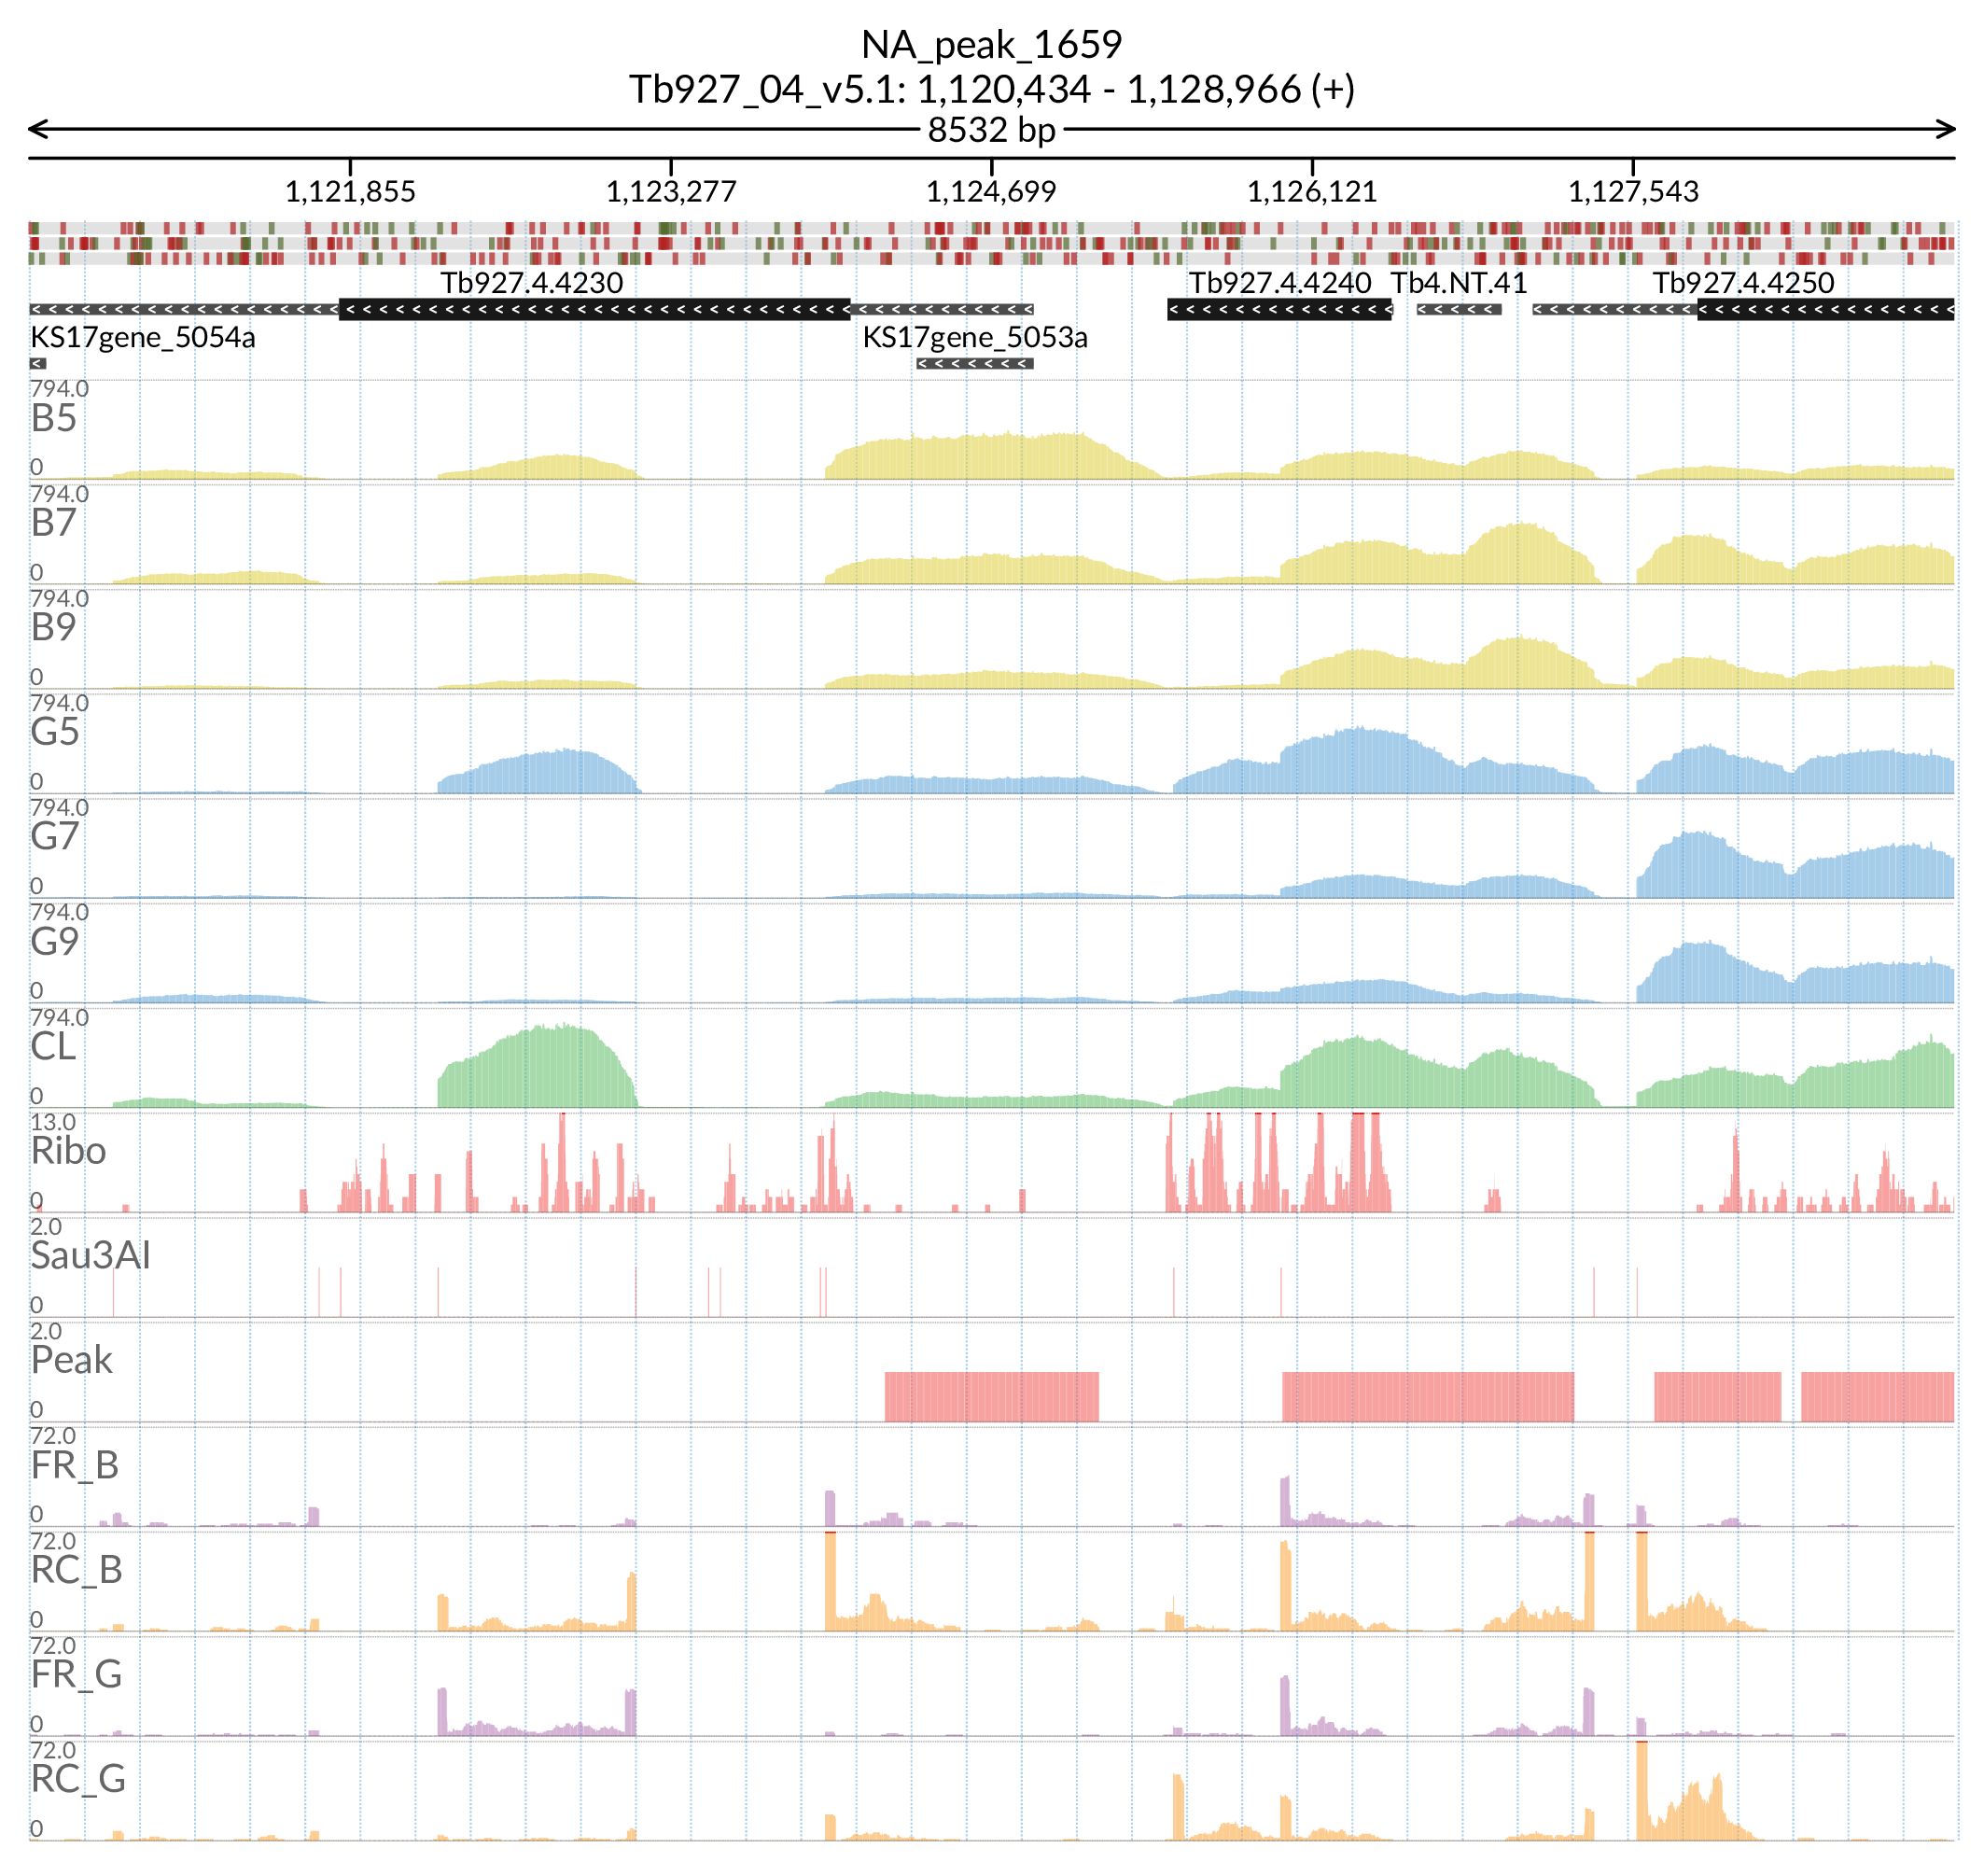 NA_peak_1659
Tb927_04_v5.1: 1,120,434 - 1,128,966 (+)
8532 bp
1,121,855 1,123,277 1,124,699 1,126,121 1,127,543
Tb927.4.4230 Tb927.4.4240 Tb4.NT.41 Tb927.4.4250
KS17gene_5054a KS17gene_5053a
794.0
B5
0
794.0
B7
0
794.0
B9
0
794.0
G5
0
794.0
G7
0
794.0
G9
0
794.0
CL
0
13.0
Ribo
0
2.0
Sau3AI
0
2.0
Peak
0
72.0
FR_B
0
72.0
RC_B
0
72.0
FR_G
0
72.0
RC_G
0